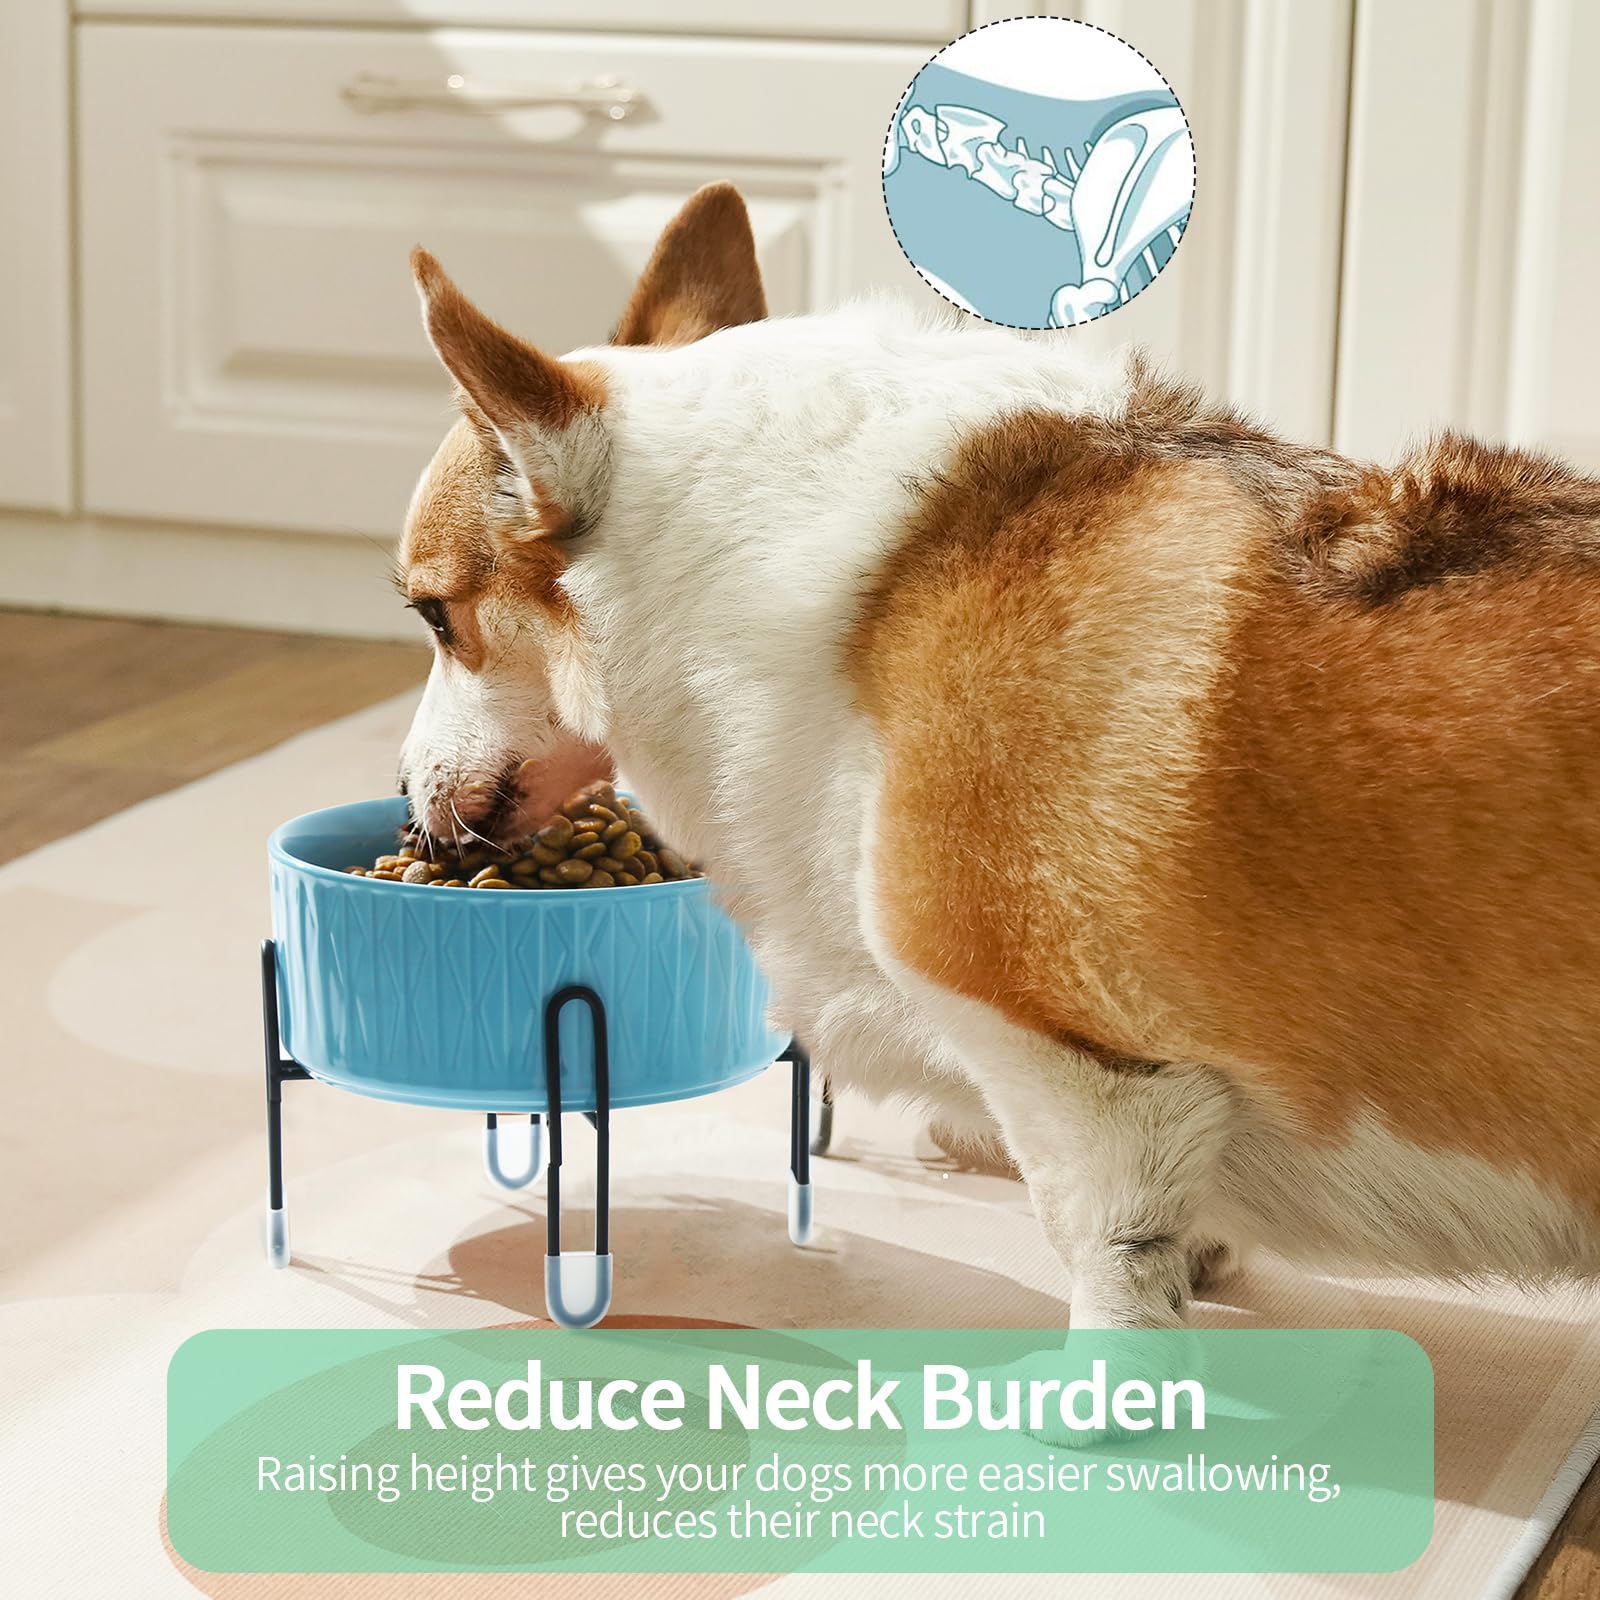 Reduce Neck Burden
Raising height gives your dogs more easier swallowing,
reduces their neck strain